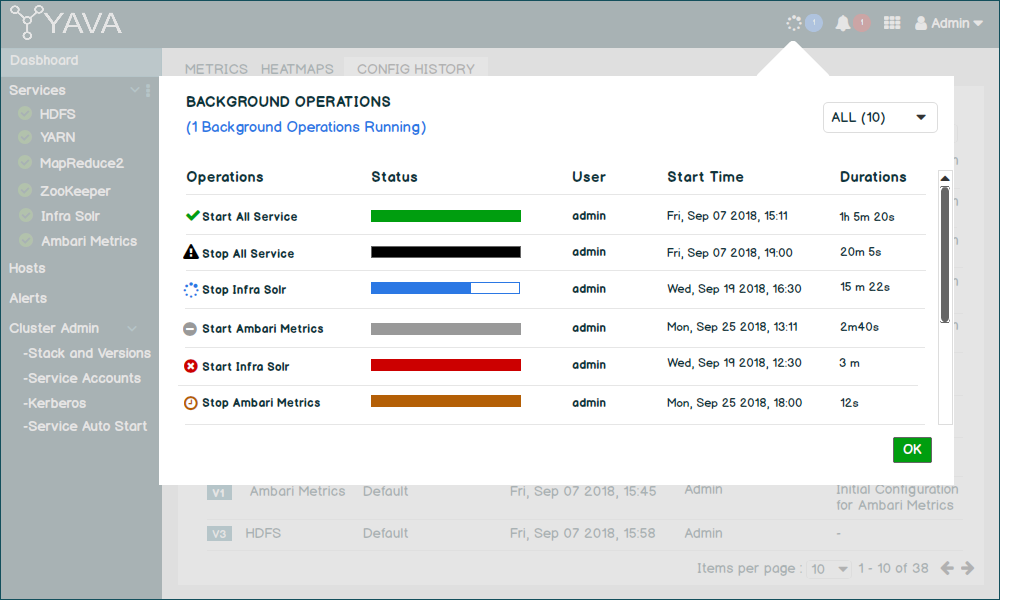 YAVA
1
1
Admin
Dashboard
METRICS HEATMAPS CONFIG HISTORY
Services
HDFS
YARN
MapReduce2
ZooKeeper
Infra Solr
Ambari Metrics
Hosts
Alerts
Cluster Admin
-Stack and Versions
-Service Accounts
-Kerberos
-Service Auto Start
BACKGROUND OPERATIONS
(1 Background Operations Running)
ALL (10)
Operations Status User Start Time Durations
Start All Service admin Fri, Sep 07 2018, 15:11 1h 5m 20s
Stop All Service admin Fri, Sep 07 2018, 19:00 20m 5s
Stop Infra Solr admin Wed, Sep 19 2018, 16:30 15 m 22s
Start Ambari Metrics admin Mon, Sep 25 2018, 13:11 2m40s
Start Infra Solr admin Wed, Sep 19 2018, 12:30 3 m
Stop Ambari Metrics admin Mon, Sep 25 2018, 18:00 12s
OK
V1 Ambari Metrics Default Fri, Sep 07 2018, 15:45 Admin Initial Configuration
for Ambari Metrics
V3 HDFS Default Fri, Sep 07 2018, 15:58 Admin -
Items per page : 10 1 - 10 of 38